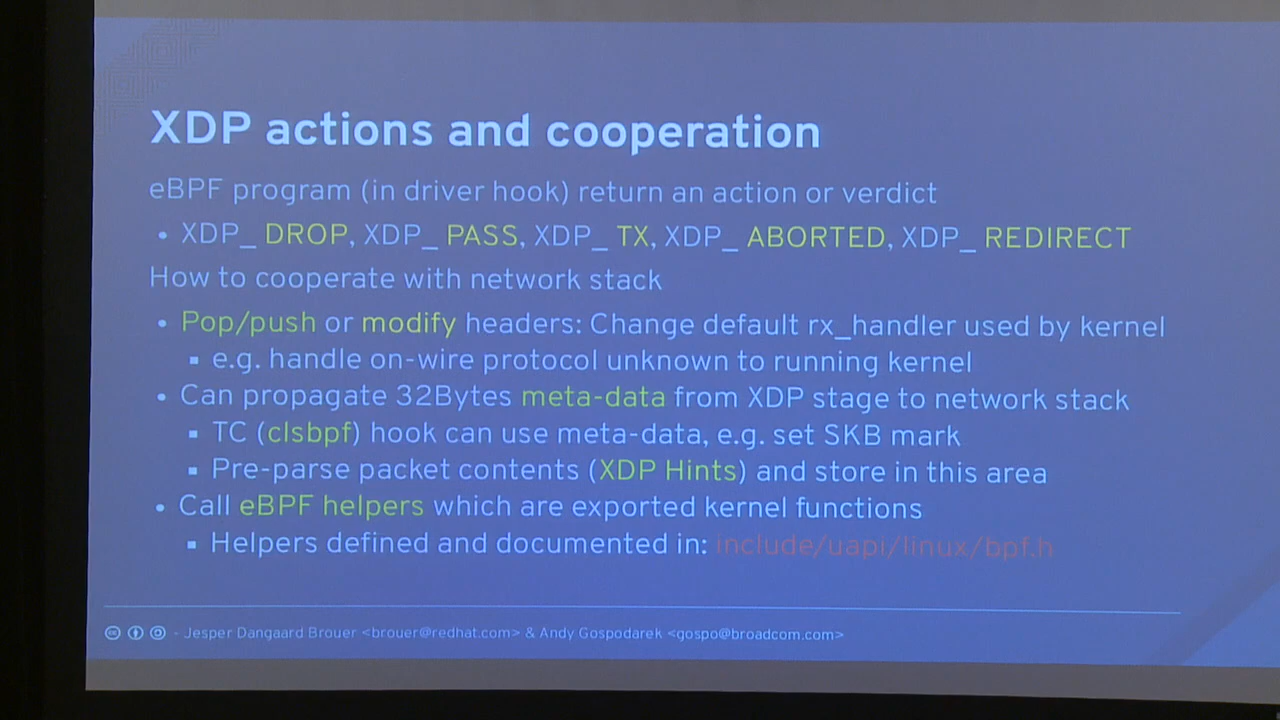 XDP actions and cooperation
eBPF program (in driver hook) return an action or verdict
• XDP_ DROP, XDP_ PASS, XDP_ TX, XDP_ ABORTED, XDP_ REDIRECT
How to cooperate with network stack
• Pop/push or modify headers: Change default rx_handler used by kernel
▪ e.g. handle on-wire protocol unknown to running kernel
• Can propagate 32Bytes meta-data from XDP stage to network stack
▪ TC (clsbpf) hook can use meta-data, e.g. set SKB mark
▪ Pre-parse packet contents (XDP Hints) and store in this area
• Call eBPF helpers which are exported kernel functions
▪ Helpers defined and documented in: include/uapi/linux/bpf.h
- Jesper Dangaard Brouer <brouer@redhat.com> & Andy Gospodarek <gospo@broadcom.com>